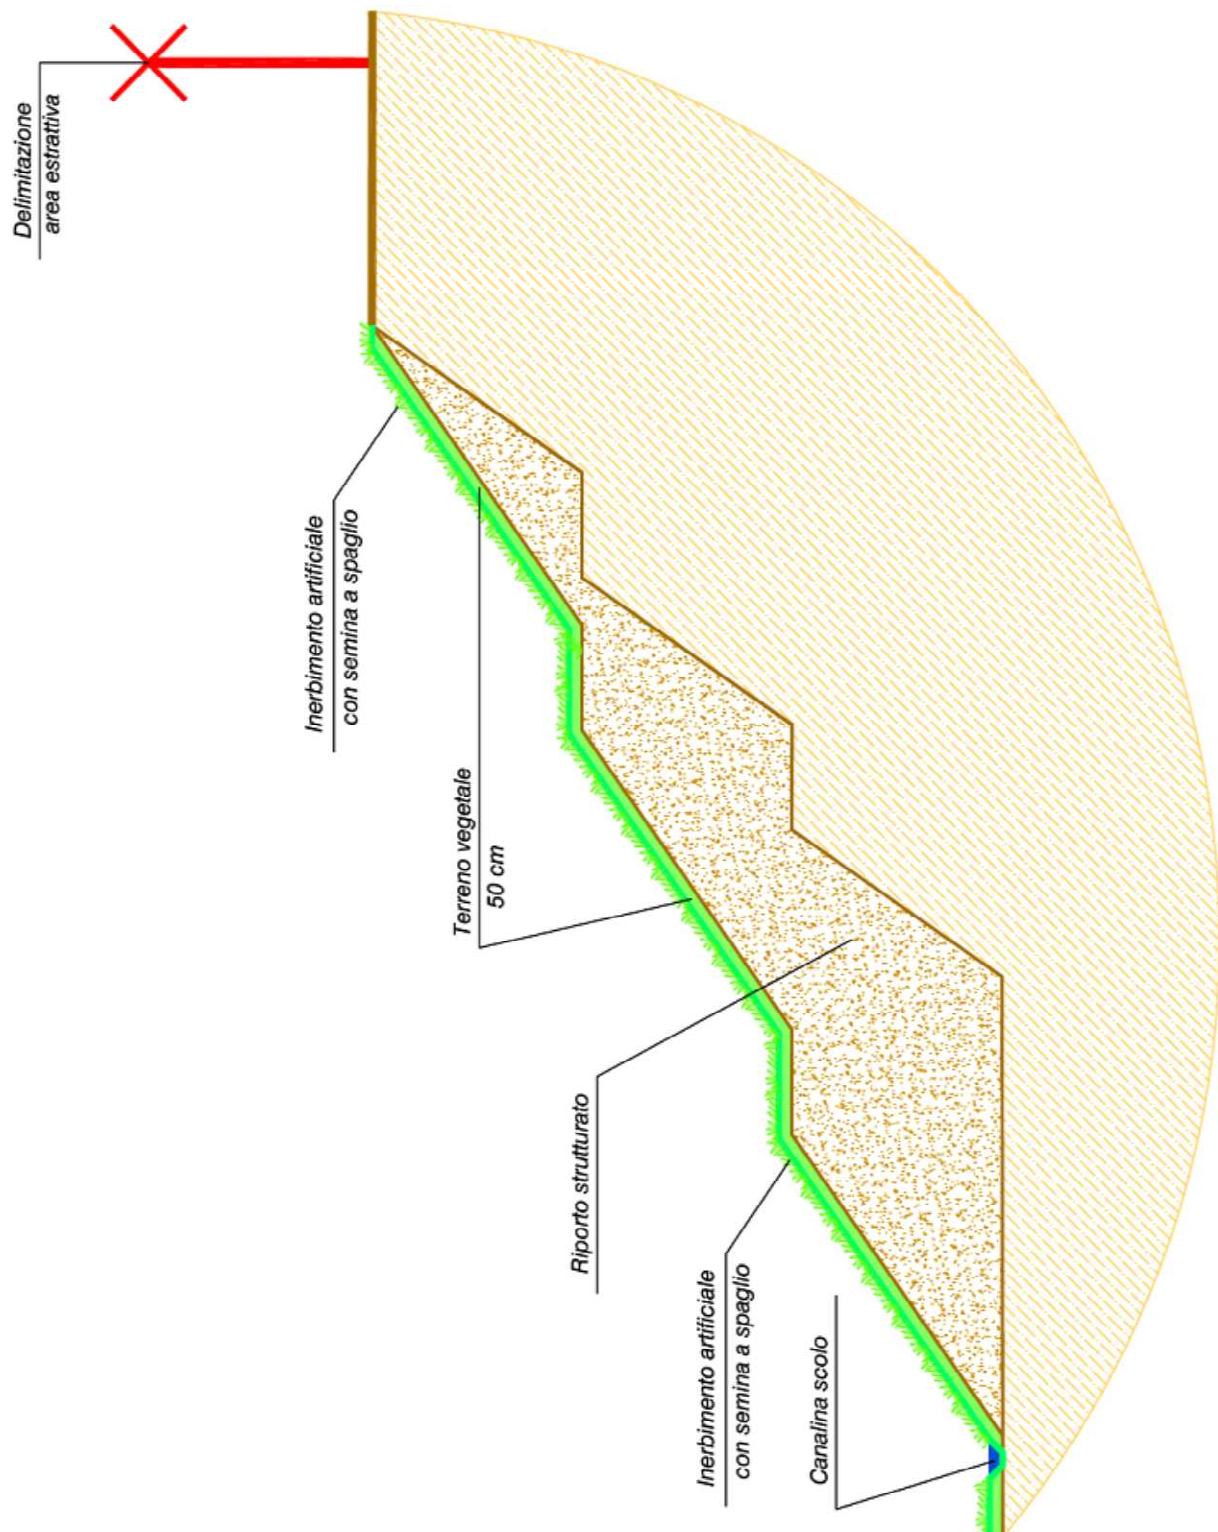 Delimitazione
area estrattiva
Inerbimento artificiale
con semina a spaglio
Terreno vegetale
50 cm
Riporto strutturato
Inerbimento artificiale
con semina a spaglio
Canalina scolo